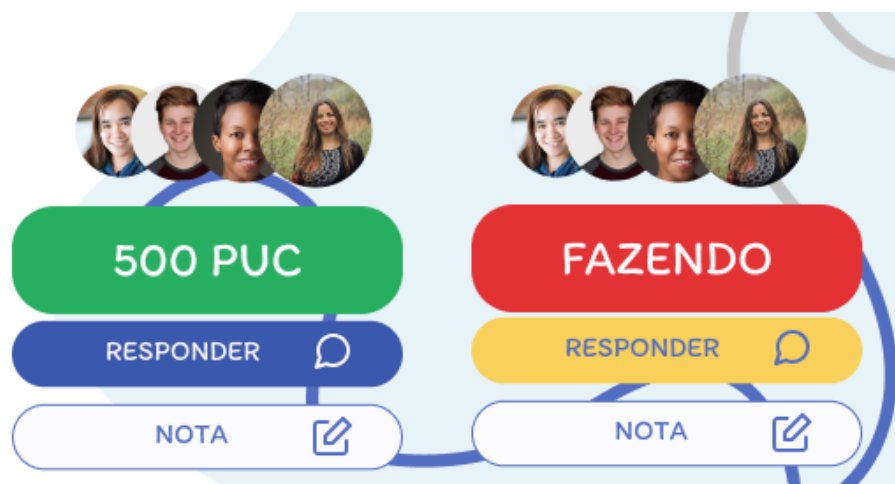 500 PUC
RESPONDER
NOTA
FAZENDO
RESPONDER
NOTA